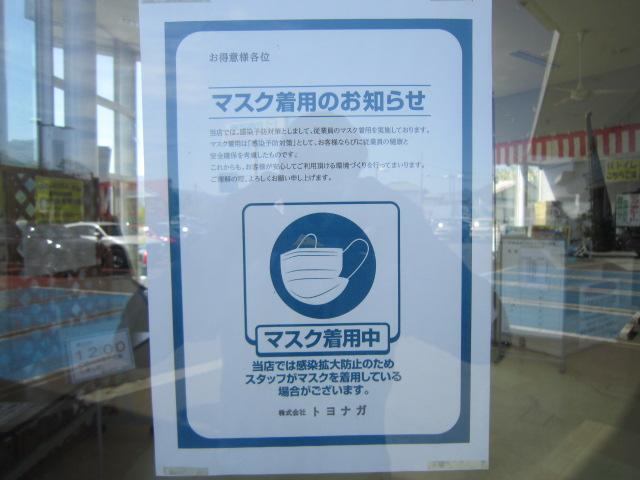 お得意様各位
マスク着用のお知らせ
当店では、感染予防対策としまして、従業員のマスク着用を実施しております。
マスク着用は「感染予防対策」として、お客様ならびに従業員の健康と
安全確保を考慮したものです。
これからも、お客様が安心してご利用頂ける環境づくりを行ってまいります。
ご理解の程、よろしくお願い申し上げます。
マスク着用中
当店では感染拡大防止のため
スタッフがマスクを着用している
場合がございます。
株式会社 トヨナガ
12:00